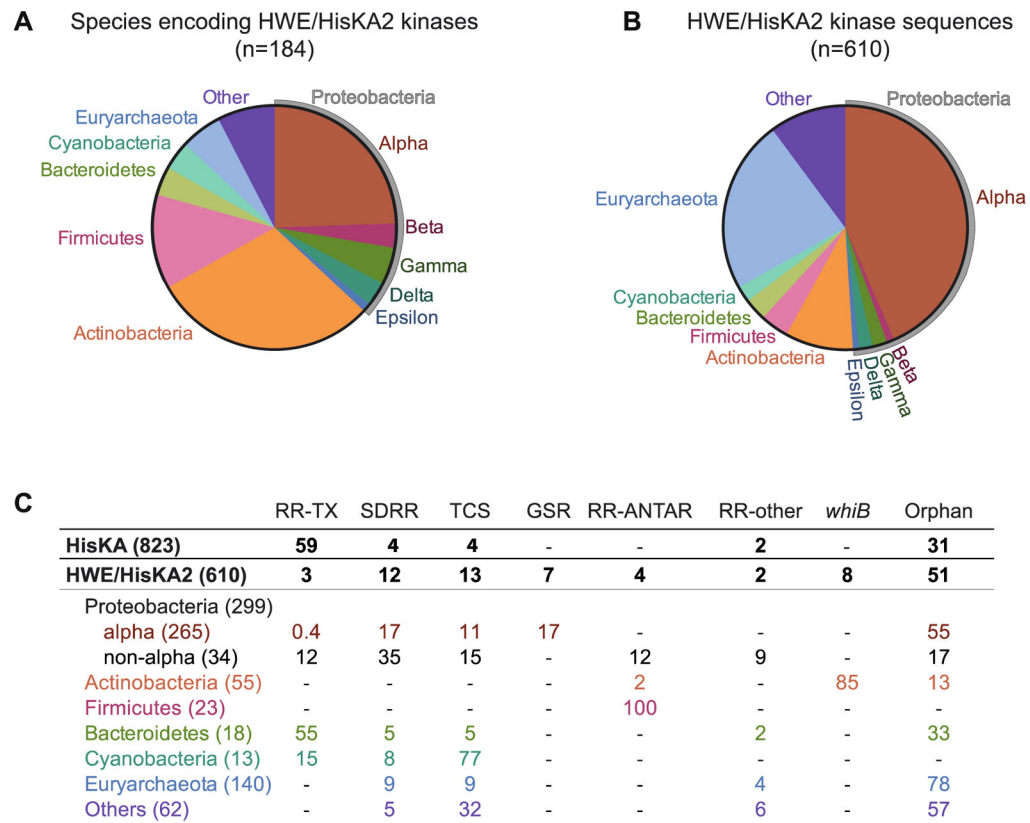 A Species encoding HWE/HisKA2 kinases
(n=184)
Other
Proteobacteria
Euryarchaeota
Alpha
Cyanobacteria
Bacteroidetes
Beta
Firmicutes
Gamma
Delta
Epsilon
Actinobacteria
B HWE/HisKA2 kinase sequences
(n=610)
Other
Proteobacteria
Euryarchaeota
Alpha
Cyanobacteria
Bacteroidetes
Firmicutes
Actinobacteria
Epsilon
Delta
Gamma
Beta
C
RR-TX SDRR TCS GSR RR-ANTAR RR-other whiB Orphan
HisKA (823) 59 4 4 - - 2 - 31
HWE/HisKA2 (610) 3 12 13 7 4 2 8 51
Proteobacteria (299)
alpha (265) 0.4 17 11 17 - - - 55
non-alpha (34) 12 35 15 - 12 9 - 17
Actinobacteria (55) - - - - 2 - 85 13
Firmicutes (23) - - - - 100 - - -
Bacteroidetes (18) 55 5 5 - - 2 - 33
Cyanobacteria (13) 15 8 77 - - - - -
Euryarchaeota (140) - 9 9 - - 4 - 78
Others (62) - 5 32 - - 6 - 57